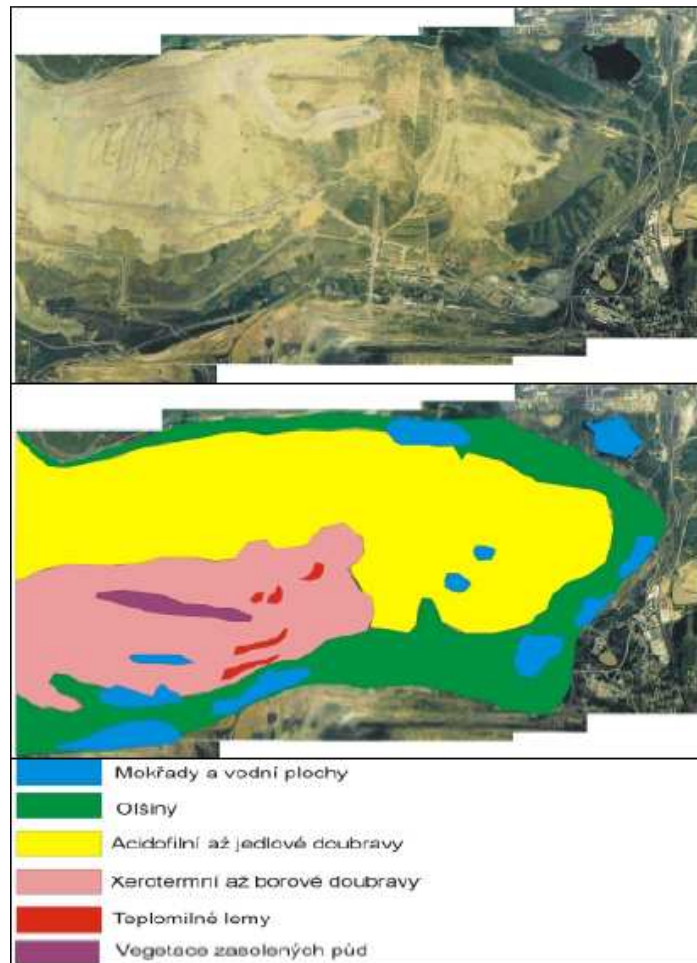 Mokřady a vodní plochy
Olšiny
Acidofilní až jedlové doubravy
Xerotermní až borové doubravy
Teplomilné lemy
Vegetace zasolených půd